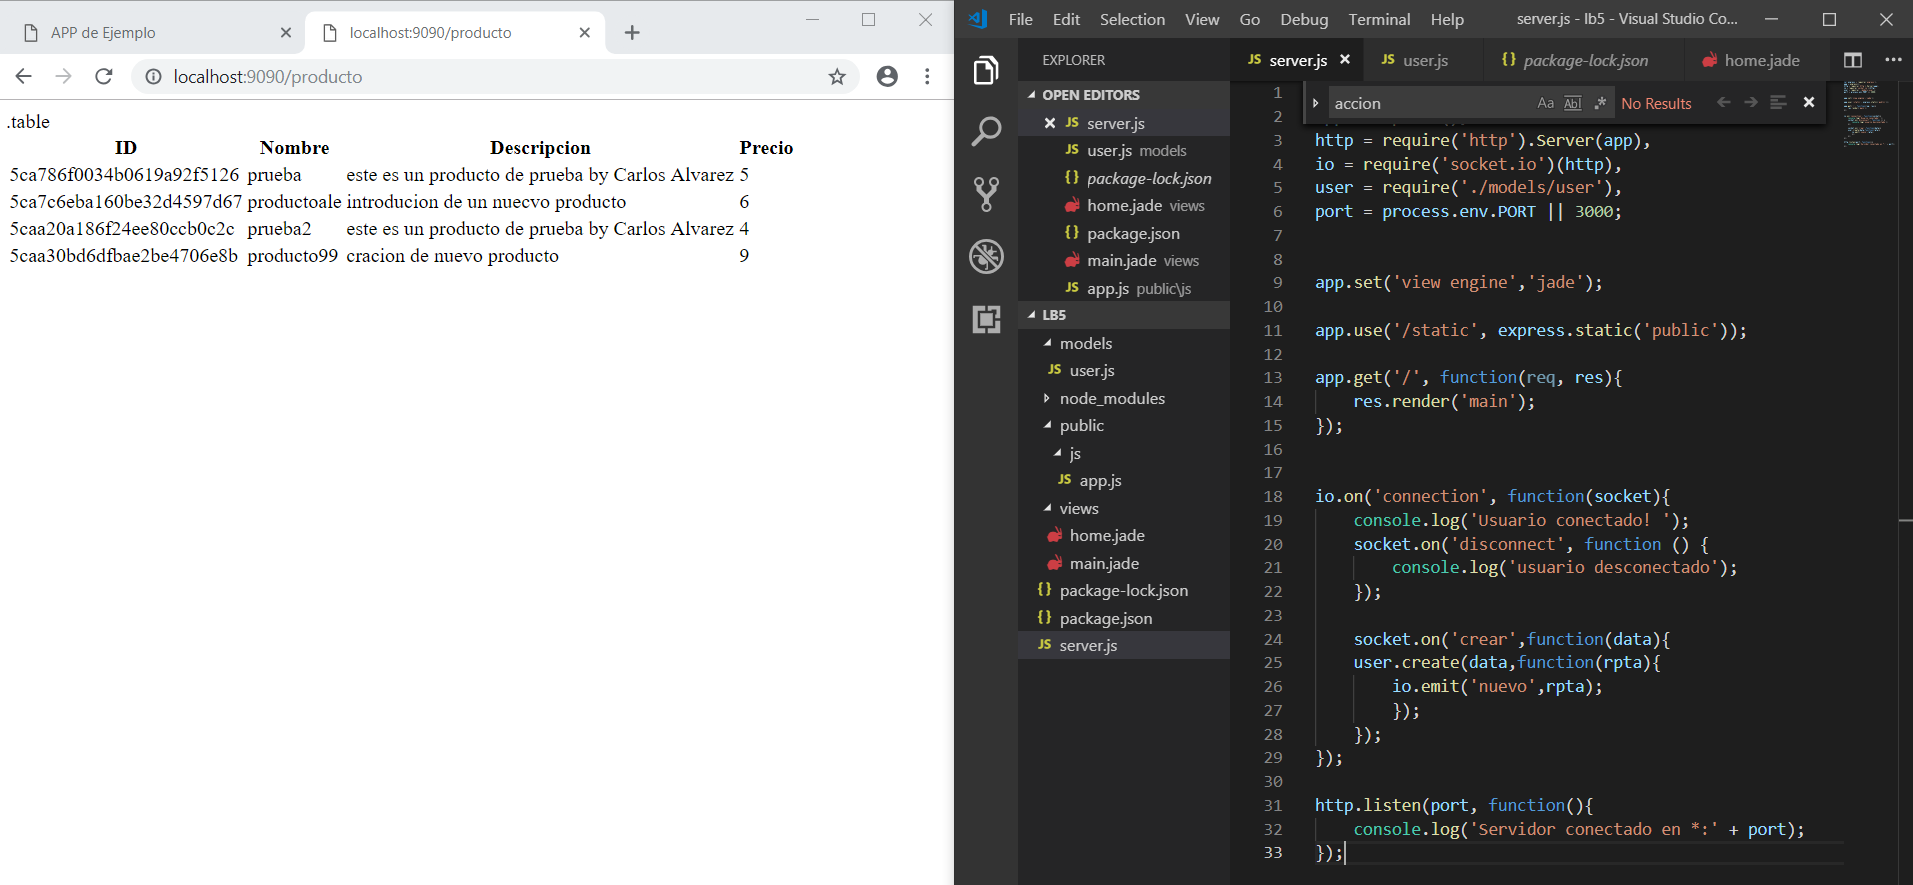 APP de Ejemplo
localhost:9090/producto
localhost:9090/producto
.table
ID Nombre Descripcion Precio
5ca786f0034b0619a92f5126 prueba este es un producto de prueba by Carlos Alvarez 5
5ca7c6eba160be32d4597d67 productoale introducion de un nuecvo producto 6
5caa20a186f24ee80ccb0c2c prueba2 este es un producto de prueba by Carlos Alvarez 4
5caa30bd6dfbae2be4706e8b producto99 cracion de nuevo producto 9
File Edit Selection View Go Debug Terminal Help server.js - lb5 - Visual Studio Co...
EXPLORER
OPEN EDITORS
JS server.js
JS user.js models
{} package-lock.json
home.jade views
{} package.json
main.jade views
JS app.js public\js
LB5
models
JS user.js
node_modules
public
js
JS app.js
views
home.jade
main.jade
{} package-lock.json
{} package.json
JS server.js
JS server.js JS user.js {} package-lock.json home.jade
accion Aa Abl .* No Results
1
2
3 http = require('http').Server(app),
4 io = require('socket.io')(http),
5 user = require('./models/user'),
6 port = process.env.PORT || 3000;
7
8
9 app.set('view engine','jade');
10
11 app.use('/static', express.static('public'));
12
13 app.get('/', function(req, res){
14 res.render('main');
15 });
16
17
18 io.on('connection', function(socket){
19 console.log('Usuario conectado! ');
20 socket.on('disconnect', function () {
21 console.log('usuario desconectado');
22 });
23
24 socket.on('crear',function(data){
25 user.create(data,function(rpta){
26 io.emit('nuevo',rpta);
27 });
28 });
29 });
30
31 http.listen(port, function(){
32 console.log('Servidor conectado en *:' + port);
33 });